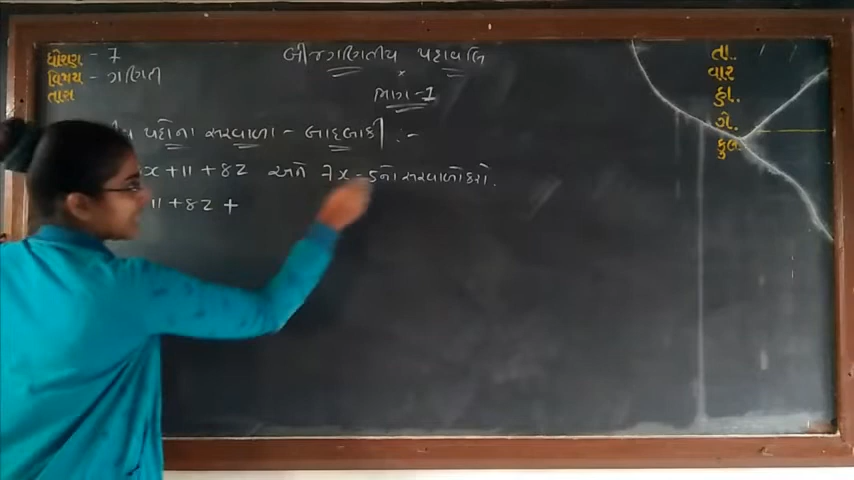 ધોરણ - 7
વિષય - ગણિત
તાસ
બીજગણિતીય પદાવલિ
ભાગ -1
પદોના સરવાળા - બાદબાકી :-
x + 11 + 8z અને 7x - 5નો સરવાળો કરો.
11 + 8z +
તા..
વાર
હા..
ગે.
કુલ